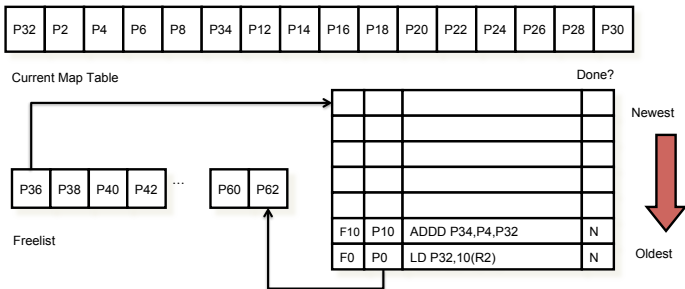 P32 P2 P4 P6 P8 P34 P12 P14 P16 P18 P20 P22 P24 P26 P28 P30
Current Map Table
Done?
Newest
P36 P38 P40 P42 ... P60 P62
F10 P10 ADDD P34,P4,P32 N
Freelist
F0 P0 LD P32,10(R2) N
Oldest